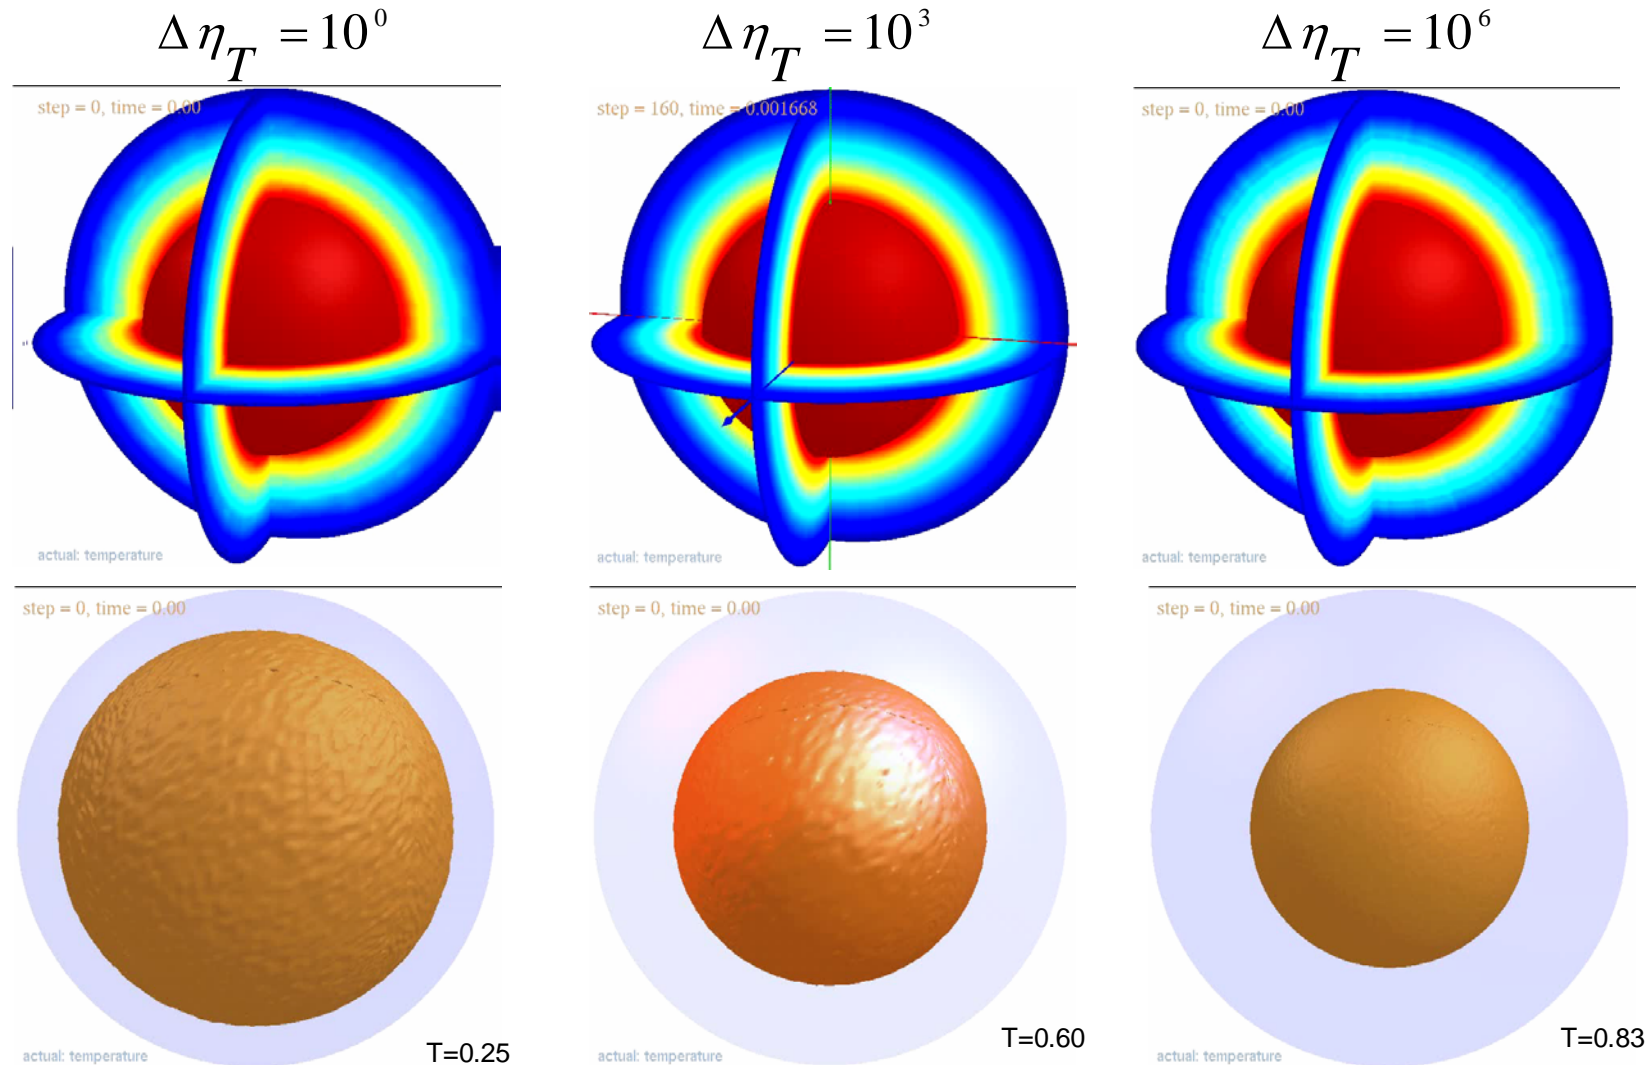 Δη_T = 10^0
Δη_T = 10^3
Δη_T = 10^6
step = 0, time = 0.00
step = 160, time = 0.001668
step = 0, time = 0.00
actual: temperature
actual: temperature
actual: temperature
step = 0, time = 0.00
step = 0, time = 0.00
step = 0, time = 0.00
T=0.25
T=0.60
T=0.83
actual: temperature
actual: temperature
actual: temperature